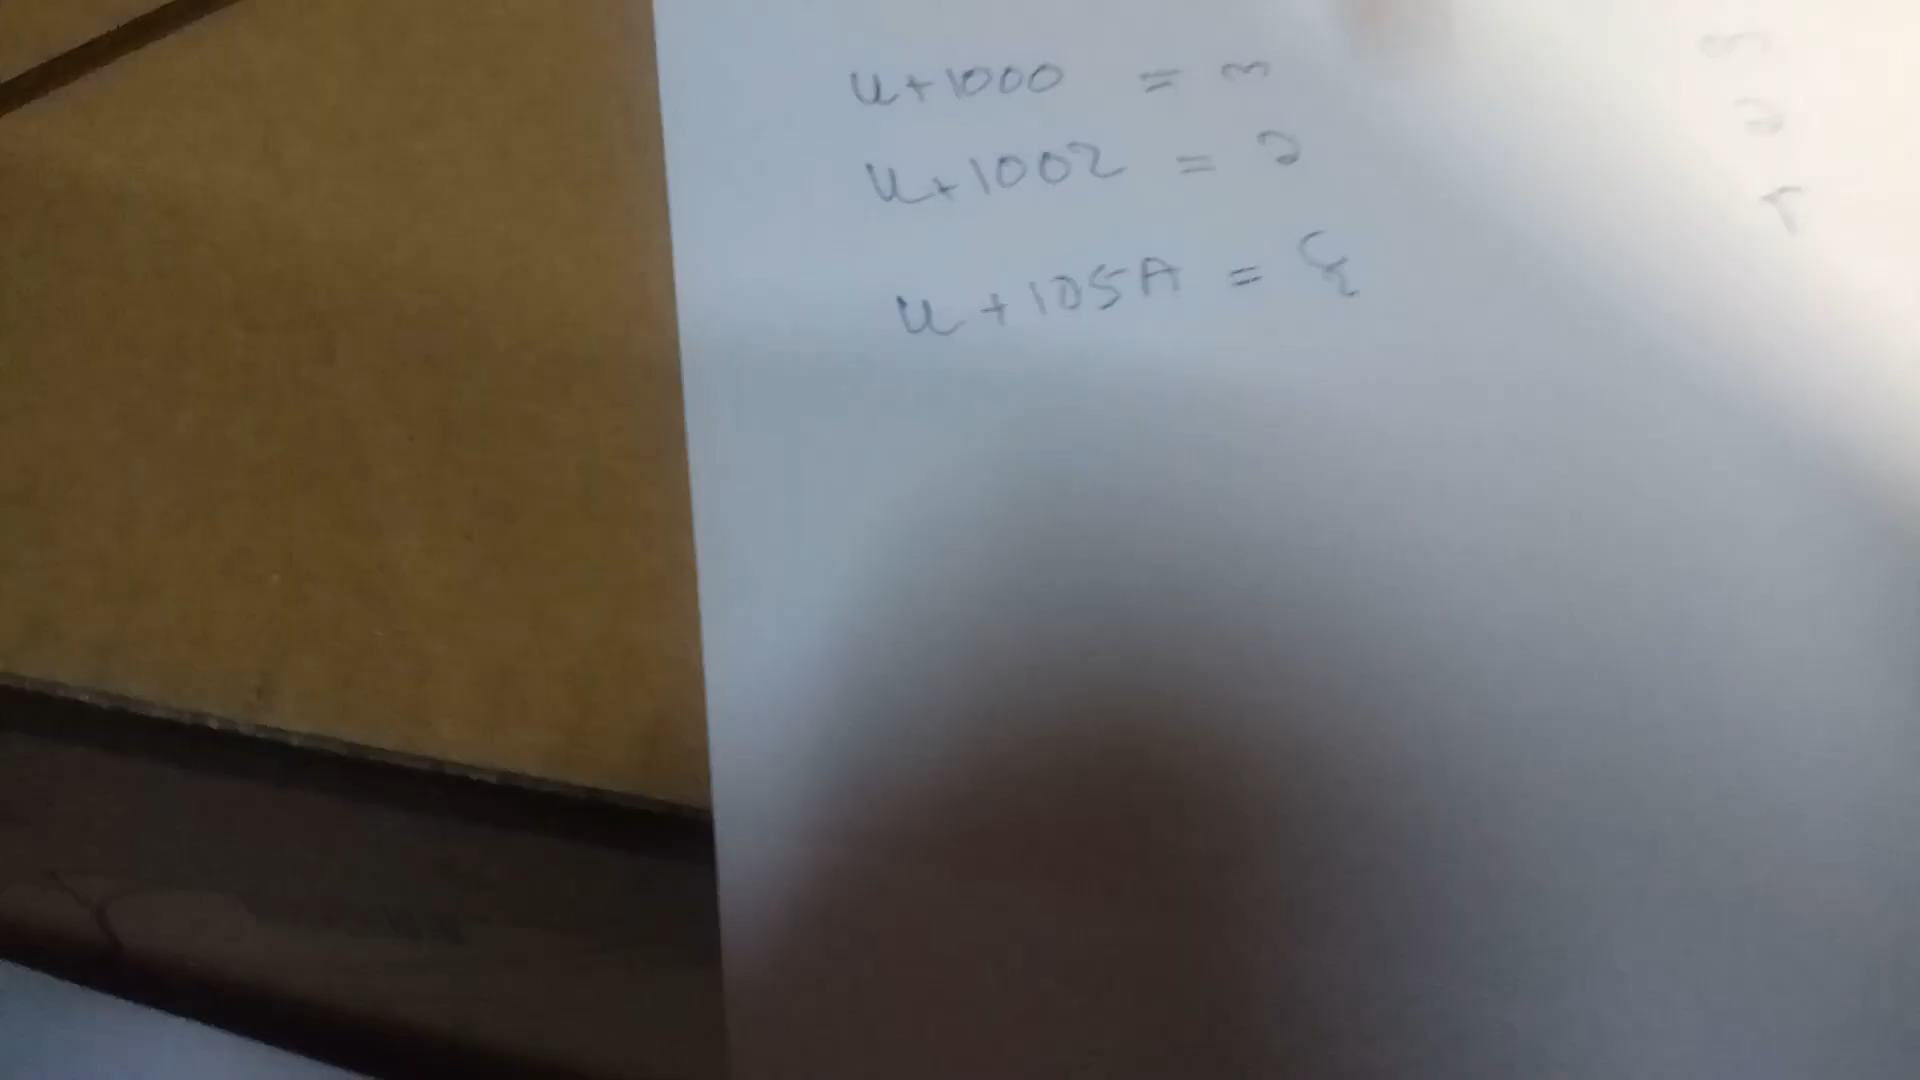 U+1000 = က
U+1002 = ဂ
U+105A = ၚ